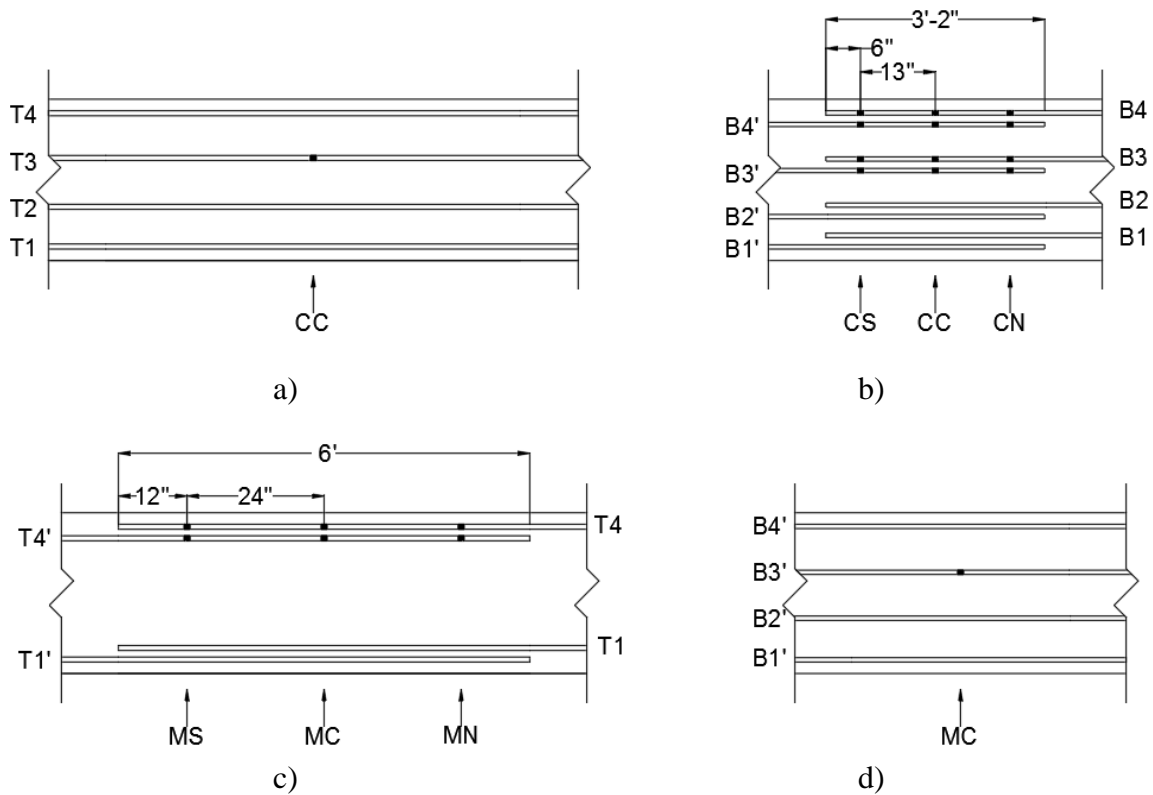 T4
T3
T2
T1
CC
a)
3'-2"
6"
13"
B4
B4'
B3
B3'
B2
B2'
B1
B1'
CS CC CN
b)
6'
12" 24"
T4
T4'
T1
T1'
MS MC MN
c)
B4'
B3'
B2'
B1'
MC
d)